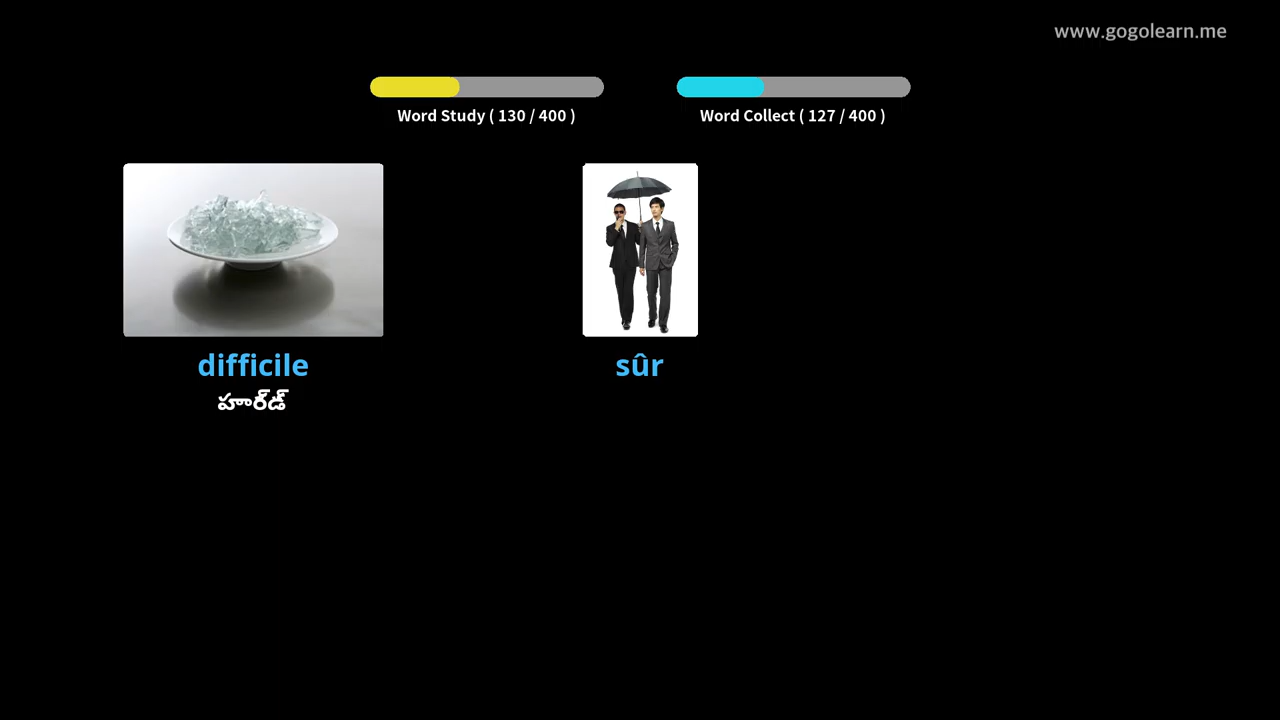 www.gogolearn.me
Word Study ( 130 / 400 )
Word Collect ( 127 / 400 )
difficile
హార్డ్
sûr